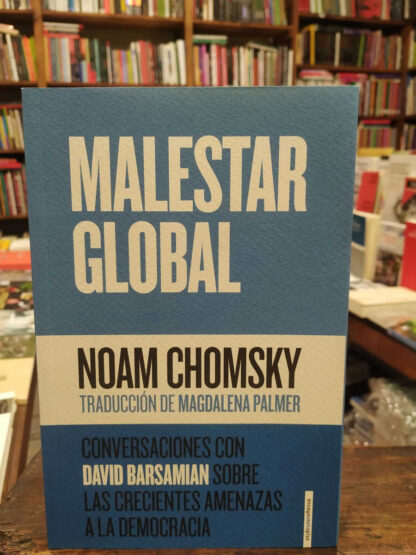 MALESTAR
GLOBAL
NOAM CHOMSKY
TRADUCCIÓN DE MAGDALENA PALMER
CONVERSACIONES CON
DAVID BARSAMIAN SOBRE
LAS CRECIENTES AMENAZAS
A LA DEMOCRACIA